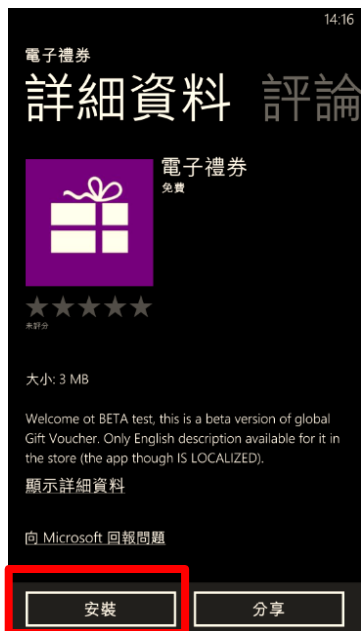 14:16
電子禮券
詳細資料 評論
電子禮券
免費
未評分
大小: 3 MB
Welcome ot BETA test, this is a beta version of global
Gift Voucher. Only English description available for it in
the store (the app though IS LOCALIZED).
顯示詳細資料
向 Microsoft 回報問題
安裝 分享